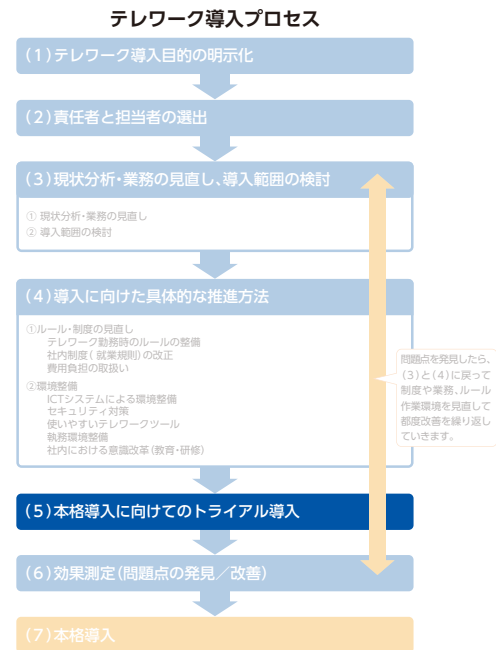 テレワーク導入プロセス
(1)テレワーク導入目的の明示化
(2)責任者と担当者の選出
(3)現状分析・業務の見直し、導入範囲の検討
① 現状分析・業務の見直し
② 導入範囲の検討
(4)導入に向けた具体的な推進方法
①ルール・制度の見直し
テレワーク勤務時のルールの整備
社内制度(就業規則)の改正
費用負担の取扱い
②環境整備
ICTシステムによる環境整備
セキュリティ対策
使いやすいテレワークツール
執務環境整備
社内における意識改革(教育・研修)
問題点を発見したら、
(3)と(4)に戻って
制度や業務、ルール
作業環境を見直して
都度改善を繰り返し
ていきます。
(5)本格導入に向けてのトライアル導入
(6)効果測定(問題点の発見/改善)
(7)本格導入